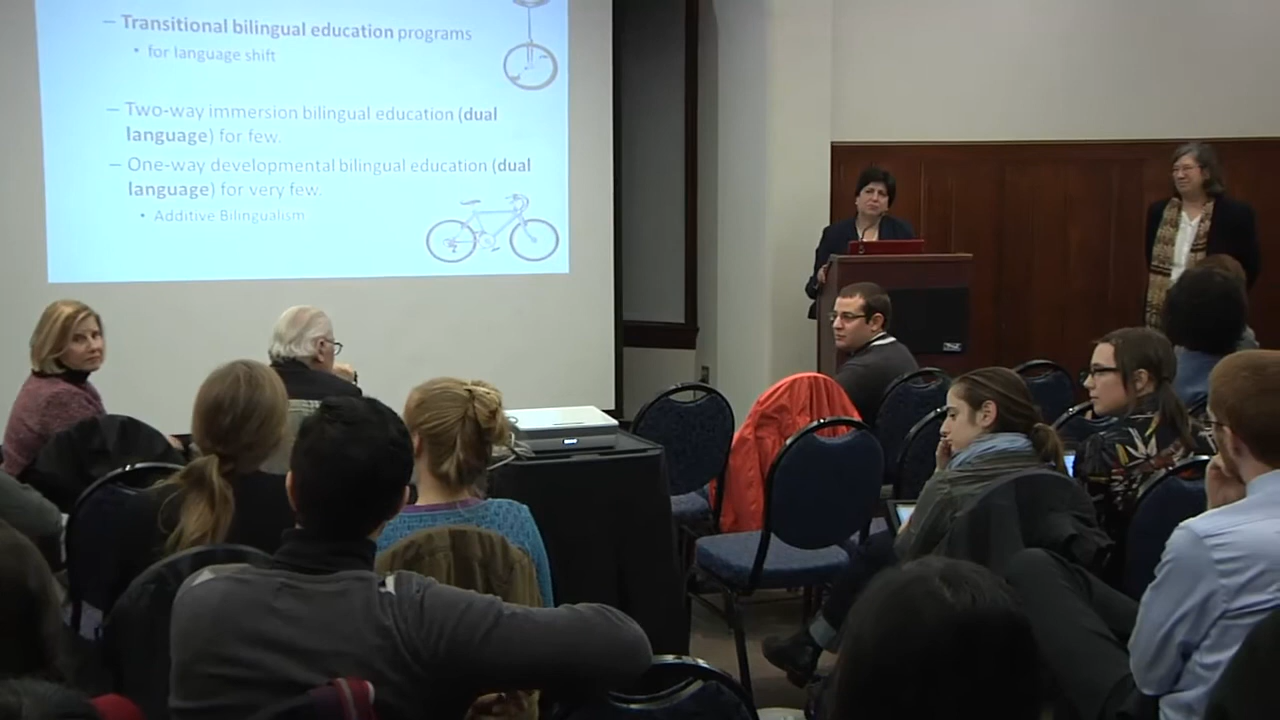 – Transitional bilingual education programs
• for language shift
– Two-way immersion bilingual education (dual
language) for few.
– One-way developmental bilingual education (dual
language) for very few.
• Additive Bilingualism